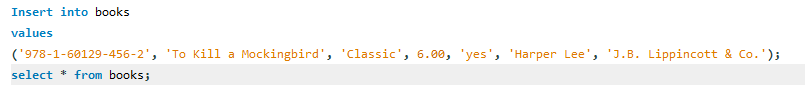 Insert into books
values
('978-1-60129-456-2', 'To Kill a Mockingbird', 'Classic', 6.00, 'yes', 'Harper Lee', 'J.B. Lippincott & Co.');
select * from books;